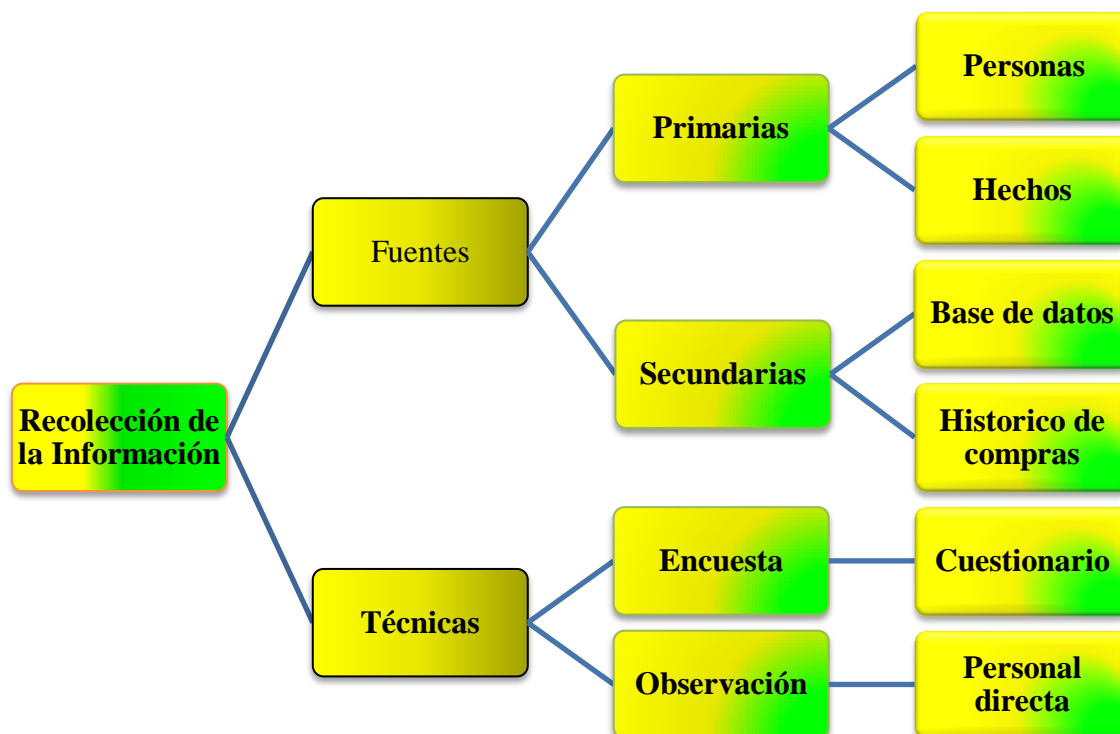 Recolección de
la Información
Fuentes
Primarias
Personas
Hechos
Secundarias
Base de datos
Historico de
compras
Técnicas
Encuesta
Cuestionario
Observación
Personal
directa